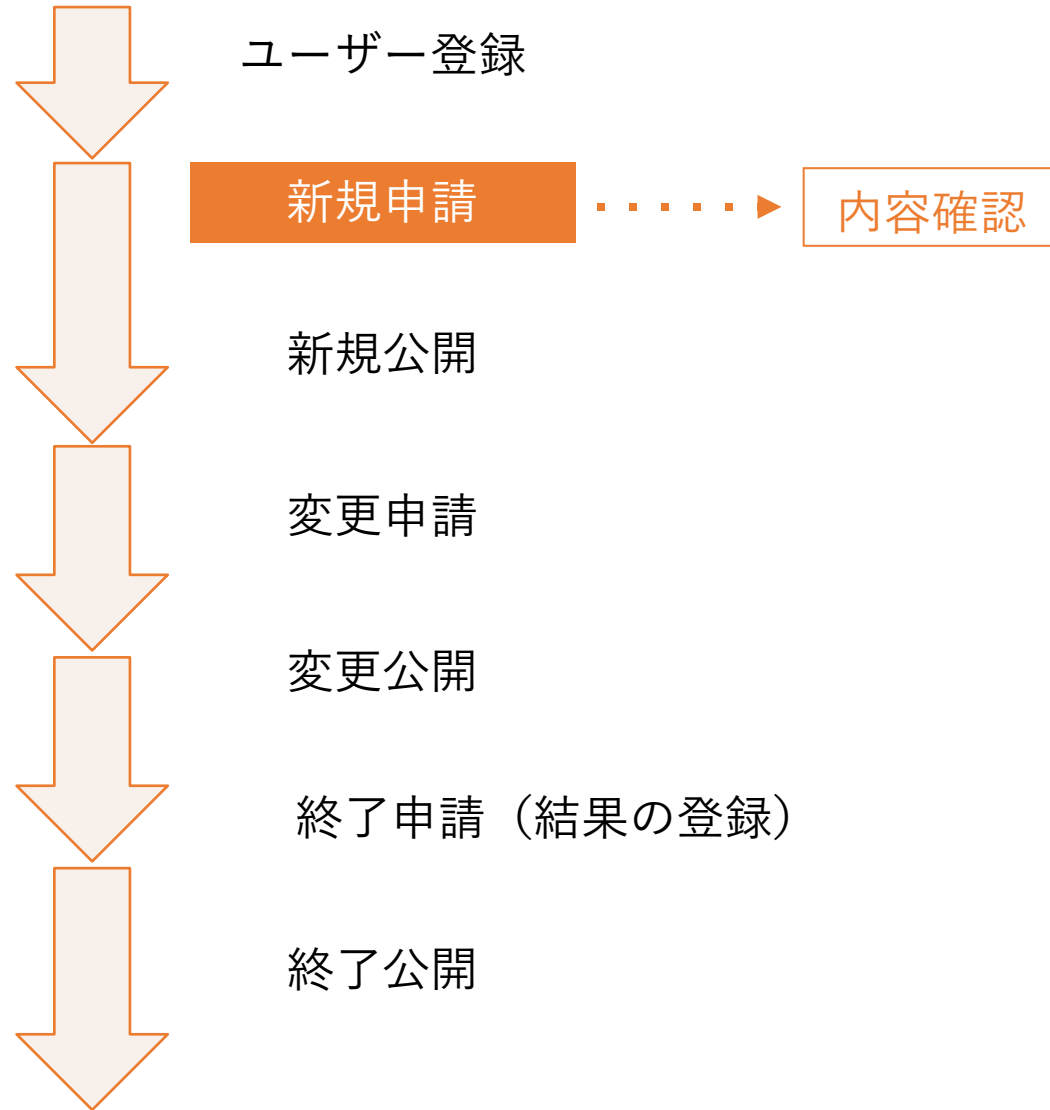 ユーザー登録
新規申請
内容確認
新規公開
変更申請
変更公開
終了申請（結果の登録）
終了公開